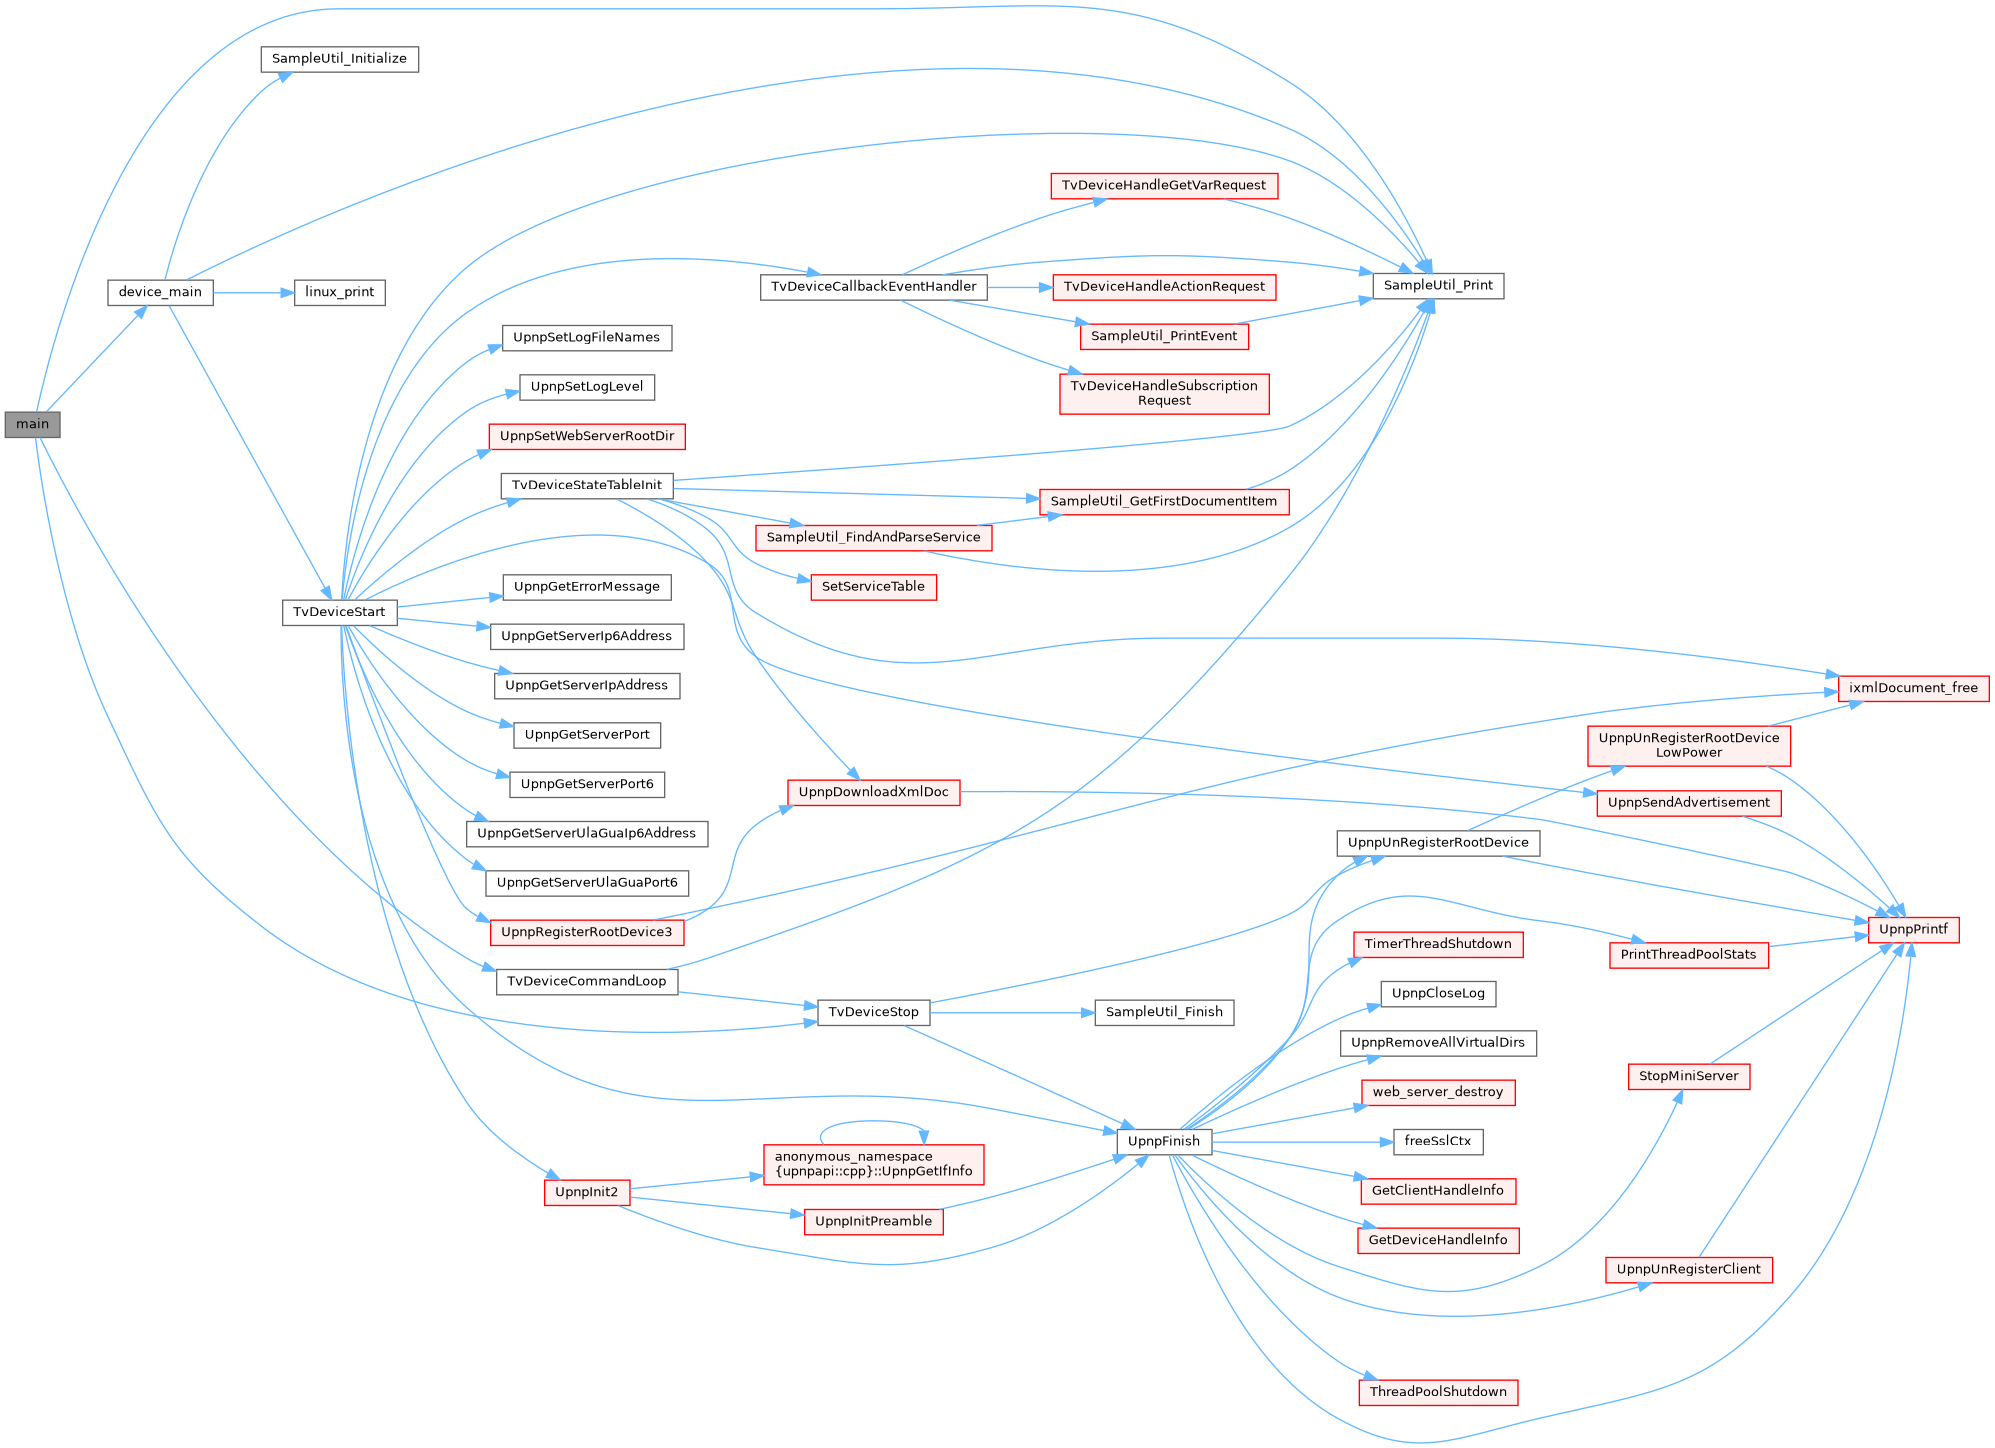 main
device_main
SampleUtil_Initialize
linux_print
TvDeviceStart
UpnpSetLogFileNames
UpnpSetLogLevel
UpnpSetWebServerRootDir
TvDeviceStateTableInit
UpnpGetErrorMessage
UpnpGetServerIp6Address
UpnpGetServerIpAddress
UpnpGetServerPort
UpnpGetServerPort6
UpnpGetServerUlaGuaIp6Address
UpnpGetServerUlaGuaPort6
UpnpRegisterRootDevice3
TvDeviceCommandLoop
UpnpInit2
TvDeviceCallbackEventHandler
SampleUtil_FindAndParseService
SetServiceTable
UpnpDownloadXmlDoc
TvDeviceStop
anonymous_namespace
{upnpapi::cpp}::UpnpGetIfInfo
UpnpInitPreamble
TvDeviceHandleGetVarRequest
TvDeviceHandleActionRequest
SampleUtil_PrintEvent
TvDeviceHandleSubscription
Request
SampleUtil_GetFirstDocumentItem
SampleUtil_Finish
UpnpFinish
SampleUtil_Print
UpnpUnRegisterRootDevice
TimerThreadShutdown
UpnpCloseLog
UpnpRemoveAllVirtualDirs
web_server_destroy
freeSslCtx
GetClientHandleInfo
GetDeviceHandleInfo
ThreadPoolShutdown
UpnpUnRegisterRootDevice
LowPower
UpnpSendAdvertisement
PrintThreadPoolStats
StopMiniServer
UpnpUnRegisterClient
ixmlDocument_free
UpnpPrintf